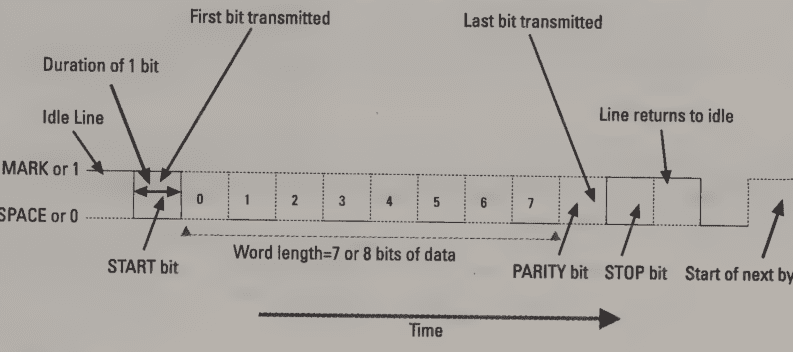 First bit transmitted
Last bit transmitted
Duration of 1 bit
Idle Line
Line returns to idle
MARK or 1
SPACE or 0
0 1 2 3 4 5 6 7
Word length=7 or 8 bits of data
START bit
PARITY bit
STOP bit
Start of next by
Time